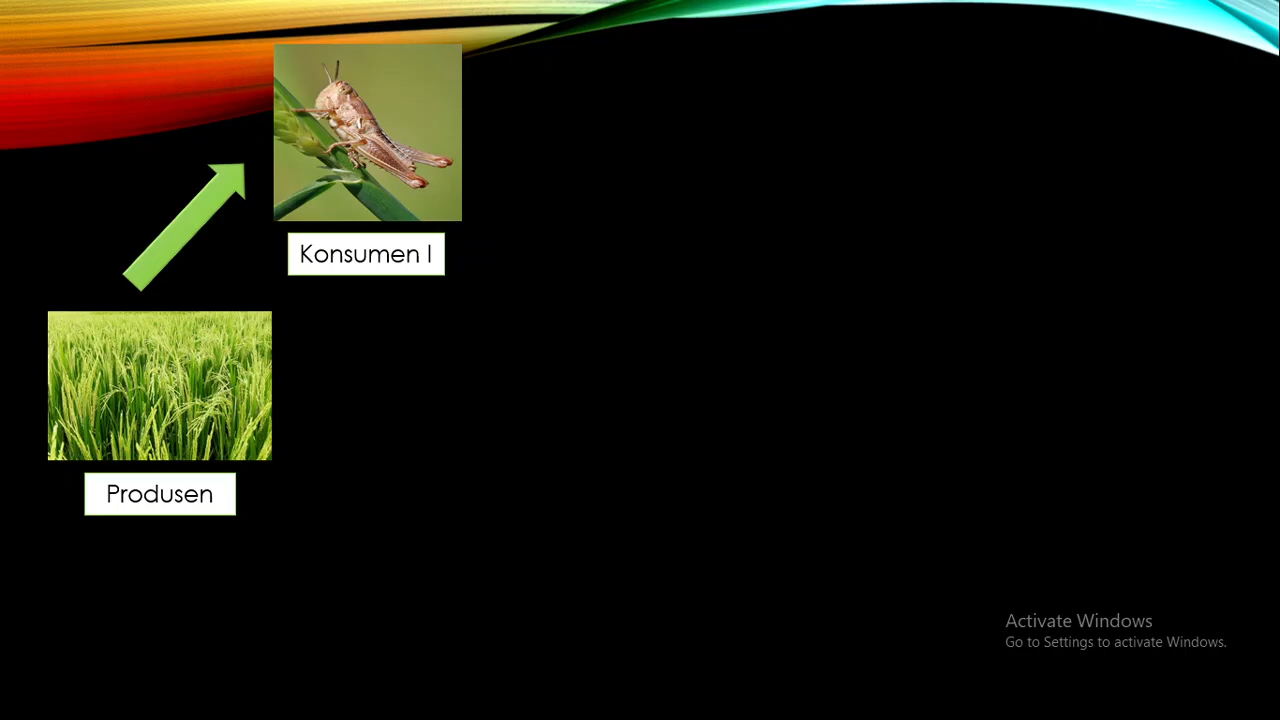 Konsumen I
Produsen
Activate Windows
Go to Settings to activate Windows.